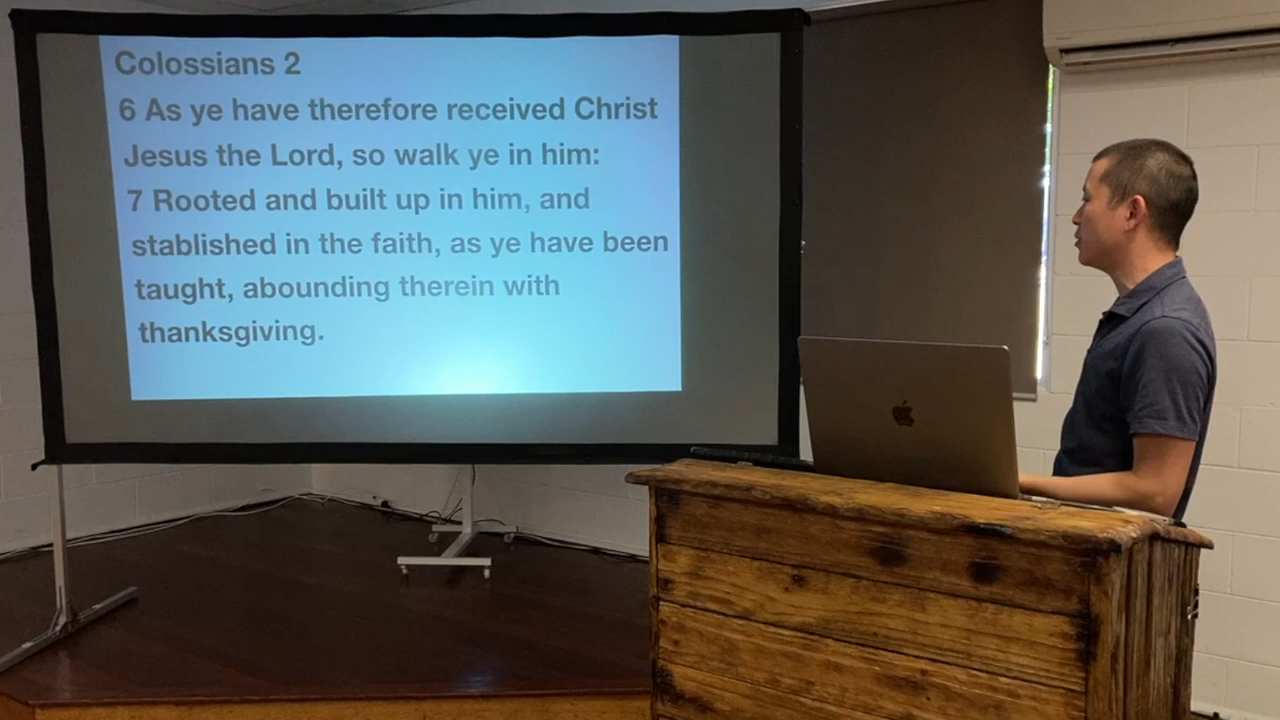 Colossians 2
6 As ye have therefore received Christ
Jesus the Lord, so walk ye in him:
7 Rooted and built up in him, and
stablished in the faith, as ye have been
taught, abounding therein with
thanksgiving.